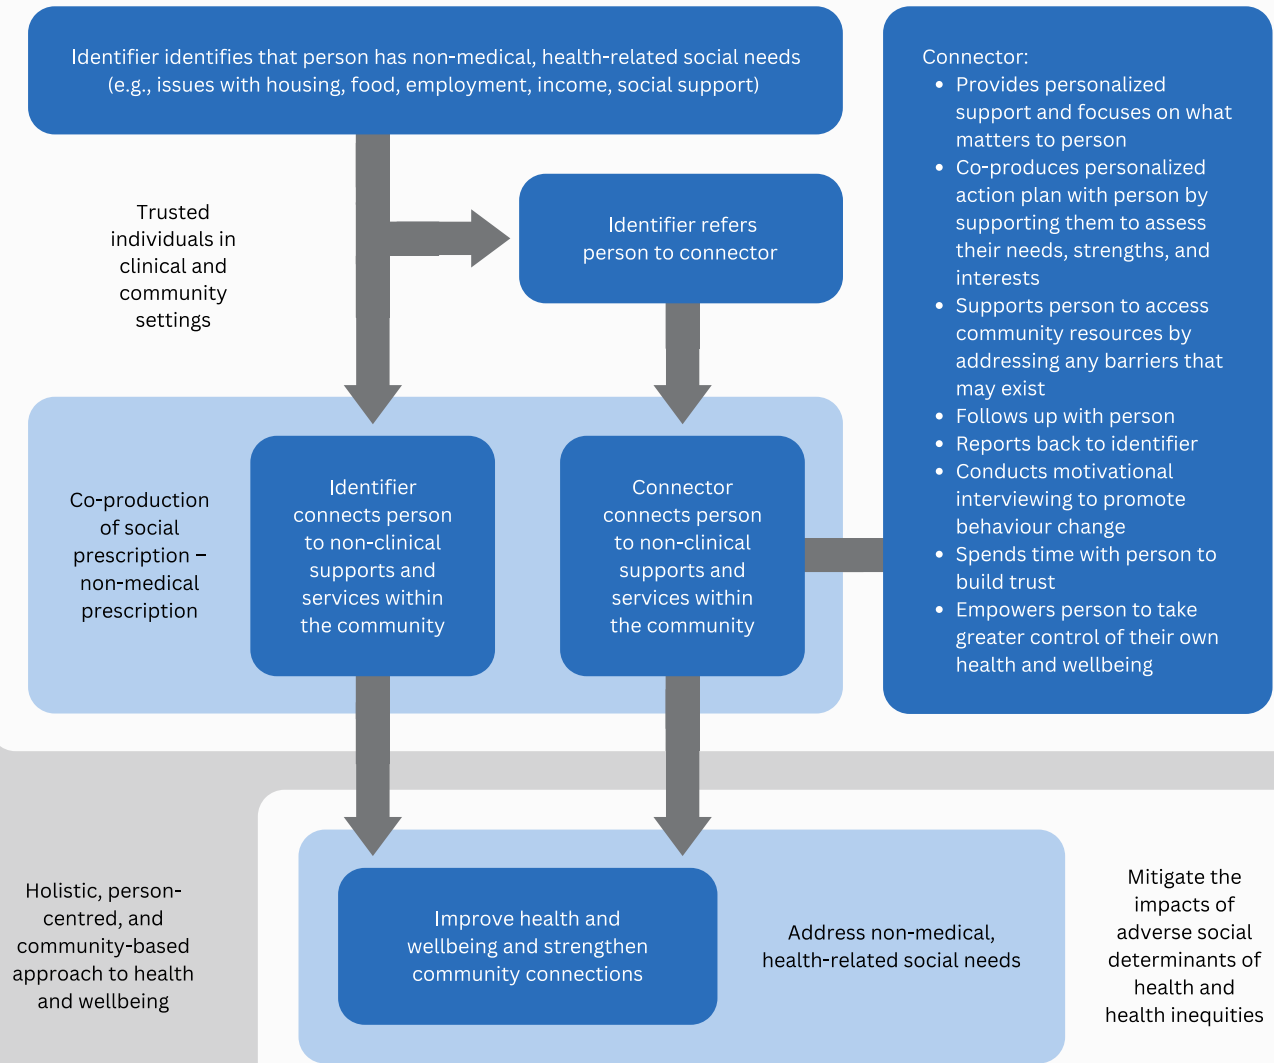 Identifier identifies that person has non-medical, health-related social needs
(e.g., issues with housing, food, employment, income, social support)
Trusted
individuals in
clinical and
community
settings
Identifier refers
person to connector
Co-production
of social
prescription –
non-medical
prescription
Identifier
connects person
to non-clinical
supports and
services within
the community
Connector
connects person
to non-clinical
supports and
services within
the community
Connector:
• Provides personalized
support and focuses on what
matters to person
• Co-produces personalized
action plan with person by
supporting them to assess
their needs, strengths, and
interests
• Supports person to access
community resources by
addressing any barriers that
may exist
• Follows up with person
• Reports back to identifier
• Conducts motivational
interviewing to promote
behaviour change
• Spends time with person to
build trust
• Empowers person to take
greater control of their own
health and wellbeing
Holistic, person-
centred, and
community-based
approach to health
and wellbeing
Improve health and
wellbeing and strengthen
community connections
Address non-medical,
health-related social needs
Mitigate the
impacts of
adverse social
determinants of
health and
health inequities